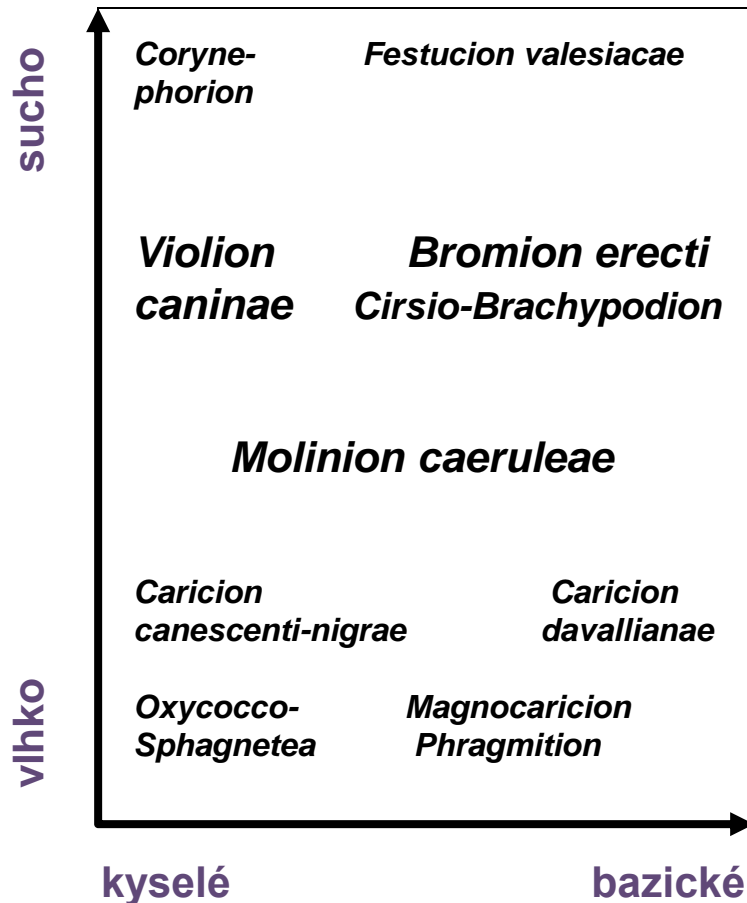 sucho
Coryne-
phorion
Festucion valesiacae
Violion
caninae
Bromion erecti
Cirsio-Brachypodion
Molinion caeruleae
Caricion
canescenti-nigrae
Caricion
davallianae
vlhko
Oxycocco-
Sphagnetea
Magnocaricion
Phragmition
kyselé
bazické